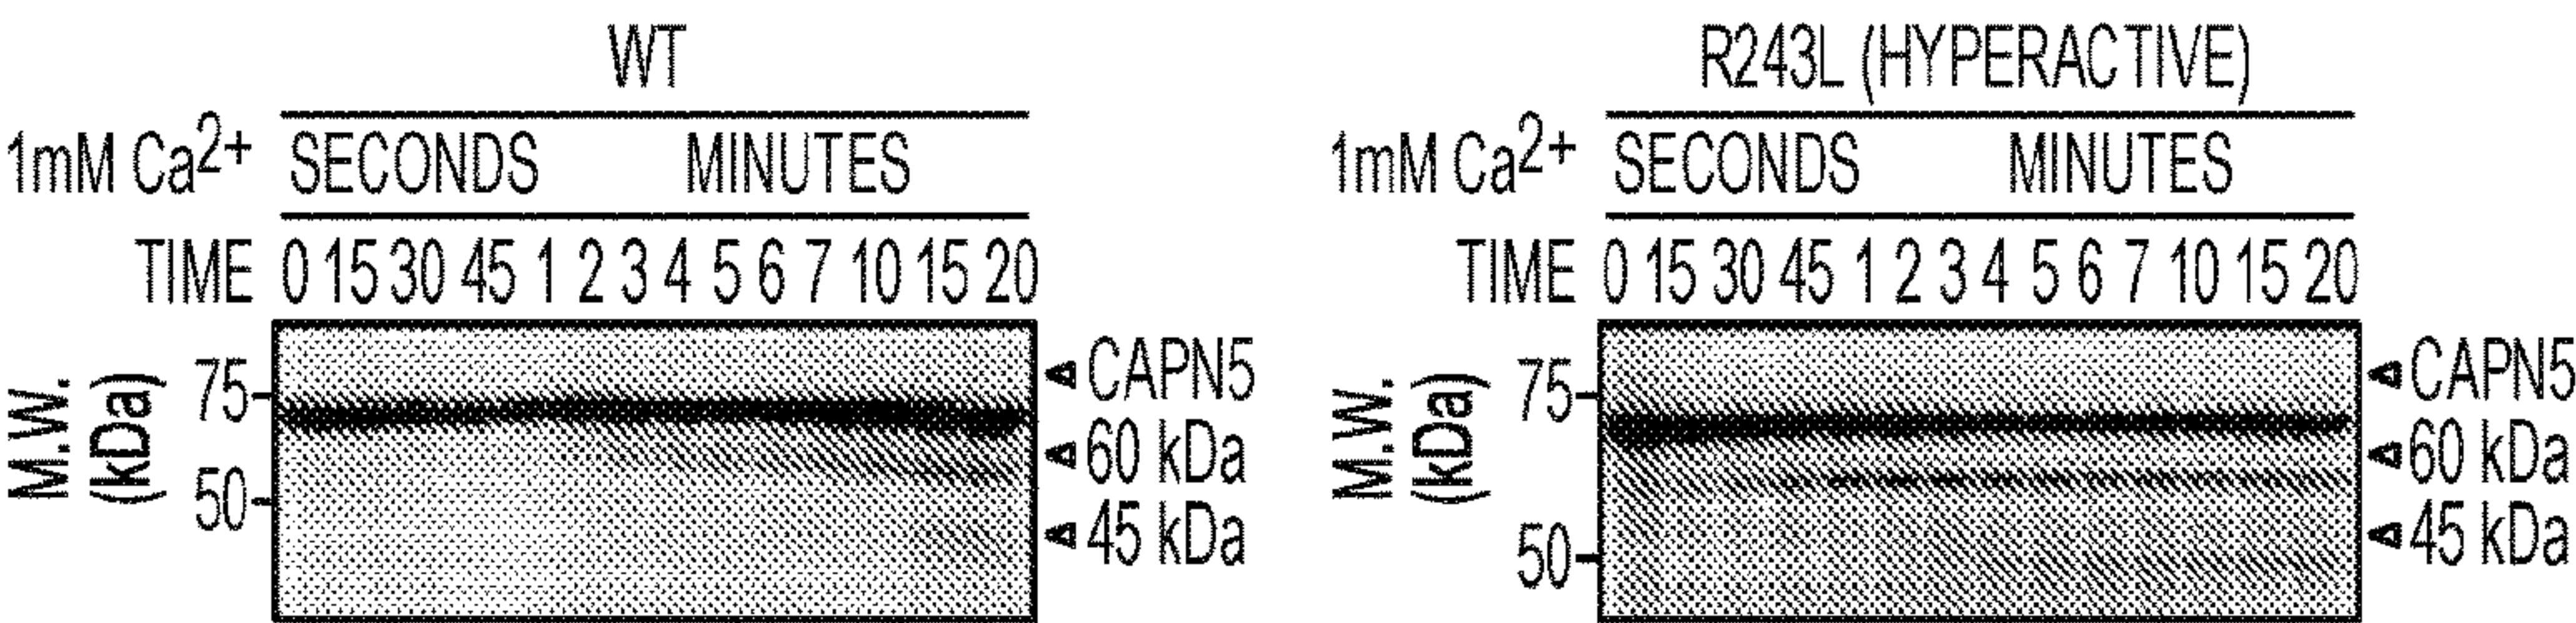 WT
1mM Ca2+ SECONDS MINUTES
TIME 0 15 30 45 1 2 3 4 5 6 7 10 15 20
M.W. (kDa)
75
50
CAPN5
60 kDa
45 kDa
R243L (HYPERACTIVE)
1mM Ca2+ SECONDS MINUTES
TIME 0 15 30 45 1 2 3 4 5 6 7 10 15 20
M.W. (kDa)
75
50
CAPN5
60 kDa
45 kDa